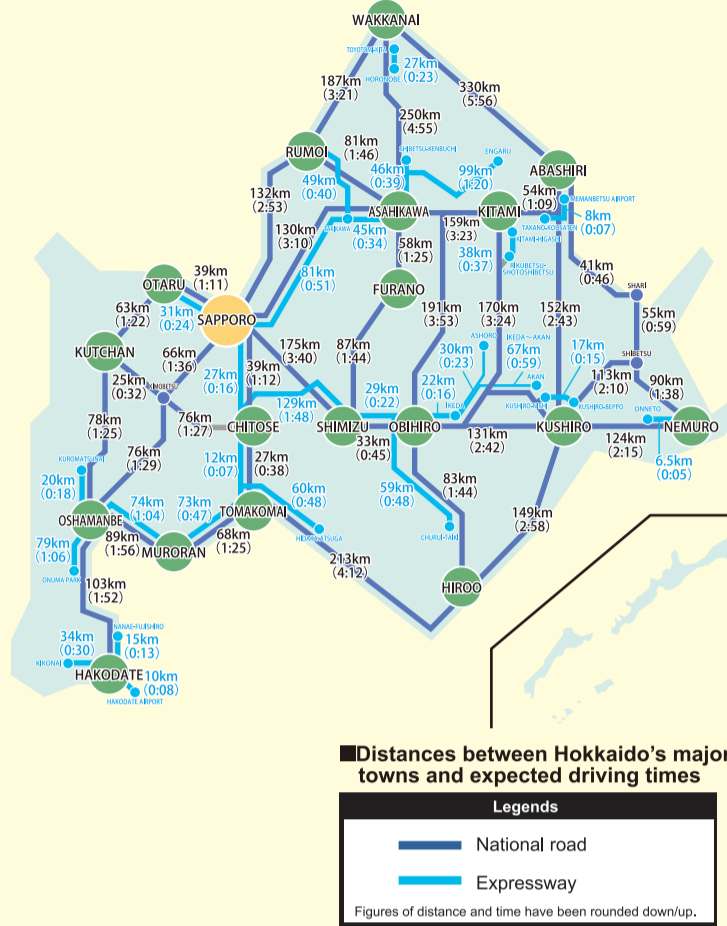 WAKKANAI
TOYOTOMI-KITA
27km
(0:23)
HORONOBE
187km
(3:21)
330km
(5:56)
250km
(4:55)
81km
(1:46)
RUMOI
SHIBETSU-KENBUCHI
ENGARU
46km
(0:39)
99km
(1:20)
ABASHIRI
49km
(0:40)
54km
(1:09)
MEMANBETSU AIRPORT
8km
(0:07)
132km
(2:53)
TAKIKAWA
45km
(0:34)
ASAHIKAWA
159km
(3:23)
KITAMI
KITAMI-HIGASHI
130km
(3:10)
58km
(1:25)
38km
(0:37)
RIKUBETSU-
SHOTOSHIBETSU
41km
(0:46)
39km
(1:11)
81km
(0:51)
FURANO
SHARI
OTARU
31km
(0:24)
SAPPORO
191km
(3:53)
170km
(3:24)
152km
(2:43)
55km
(0:59)
63km
(1:22)
66km
(1:36)
175km
(3:40)
87km
(1:44)
ASHORO
30km
(0:23)
IKEDA～AKAN
67km
(0:59)
17km
(0:15)
SHIBETSU
KUTCHAN
25km
(0:32)
KIMOBETSU
27km
(0:16)
39km
(1:12)
129km
(1:48)
29km
(0:22)
22km
(0:16)
AKAN
113km
(2:10)
90km
(1:38)
78km
(1:25)
76km
(1:27)
CHITOSE
SHIMIZU
OBIHIRO
IKEDA
KUSHIRO-NISHI
KUSHIRO-BEPPO
ONNETO
KUSHIRO
NEMURO
33km
(0:45)
131km
(2:42)
124km
(2:15)
6.5km
(0:05)
KUROMATSUNAI
76km
(1:29)
12km
(0:07)
27km
(0:38)
20km
(0:18)
74km
(1:04)
73km
(0:47)
60km
(0:48)
59km
(0:48)
83km
(1:44)
149km
(2:58)
OSHAMANBE
TOMAKOMAI
CHURUI-TAIKI
79km
(1:06)
89km
(1:56)
MURORAN
68km
(1:25)
213km
(4:12)
ONUMA PARK
103km
(1:52)
HIROO
NANAE-FUJISHIRO
34km
(0:30)
15km
(0:13)
KIKONAI
HAKODATE
10km
(0:08)
HAKODATE AIRPORT
■Distances between Hokkaido's major
towns and expected driving times
Legends
National road
Expressway
Figures of distance and time have been rounded down/up.